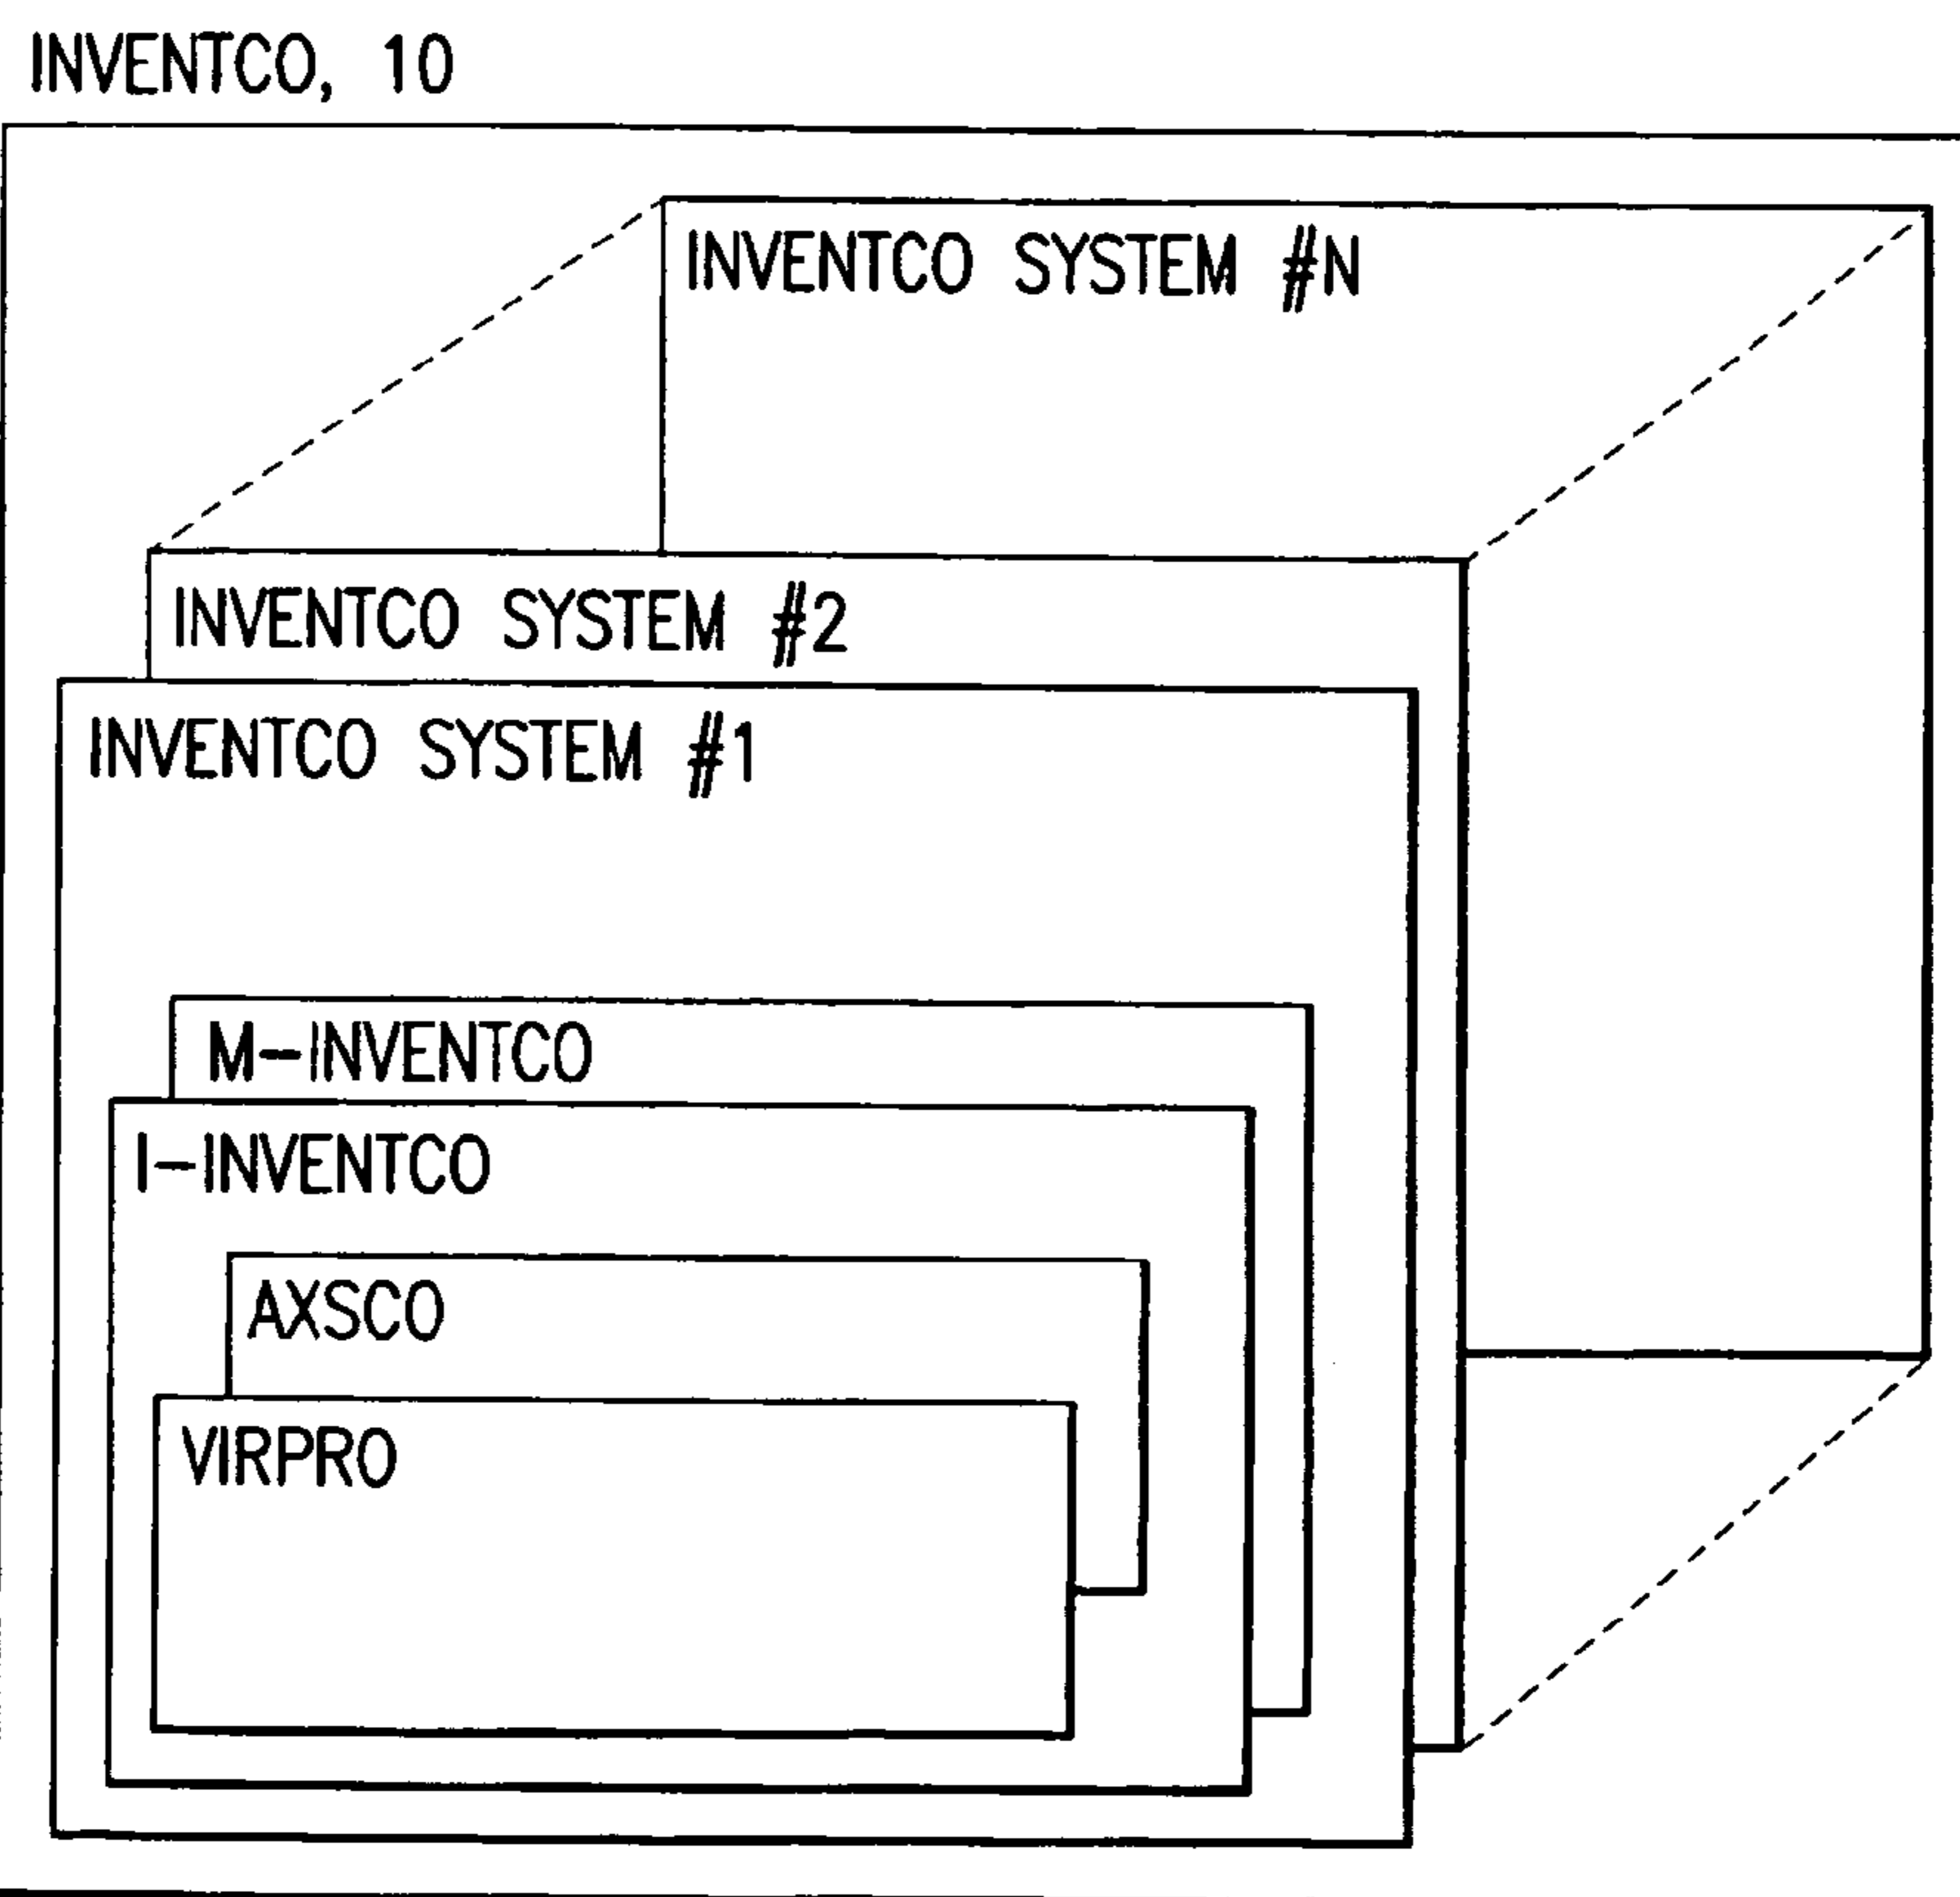 INVENTCO, 10
INVENTCO SYSTEM #N
INVENTCO SYSTEM #2
INVENTCO SYSTEM #1
M-INVENTCO
I-INVENTCO
AXSCO
VIRPRO